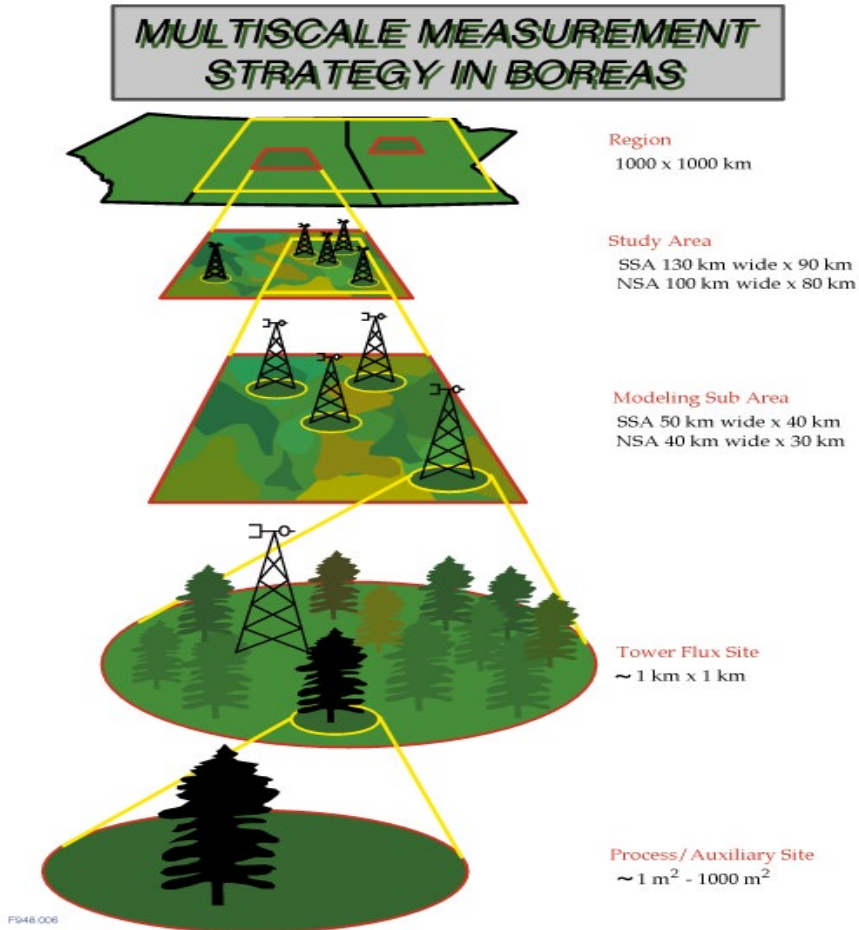 MULTISCALE MEASUREMENT
STRATEGY IN BOREAS
Region
1000 x 1000 km
Study Area
SSA 130 km wide x 90 km
NSA 100 km wide x 80 km
Modeling Sub Area
SSA 50 km wide x 40 km
NSA 40 km wide x 30 km
Tower Flux Site
~ 1 km x 1 km
Process/Auxiliary Site
~ 1 m² - 1000 m²
F948.006